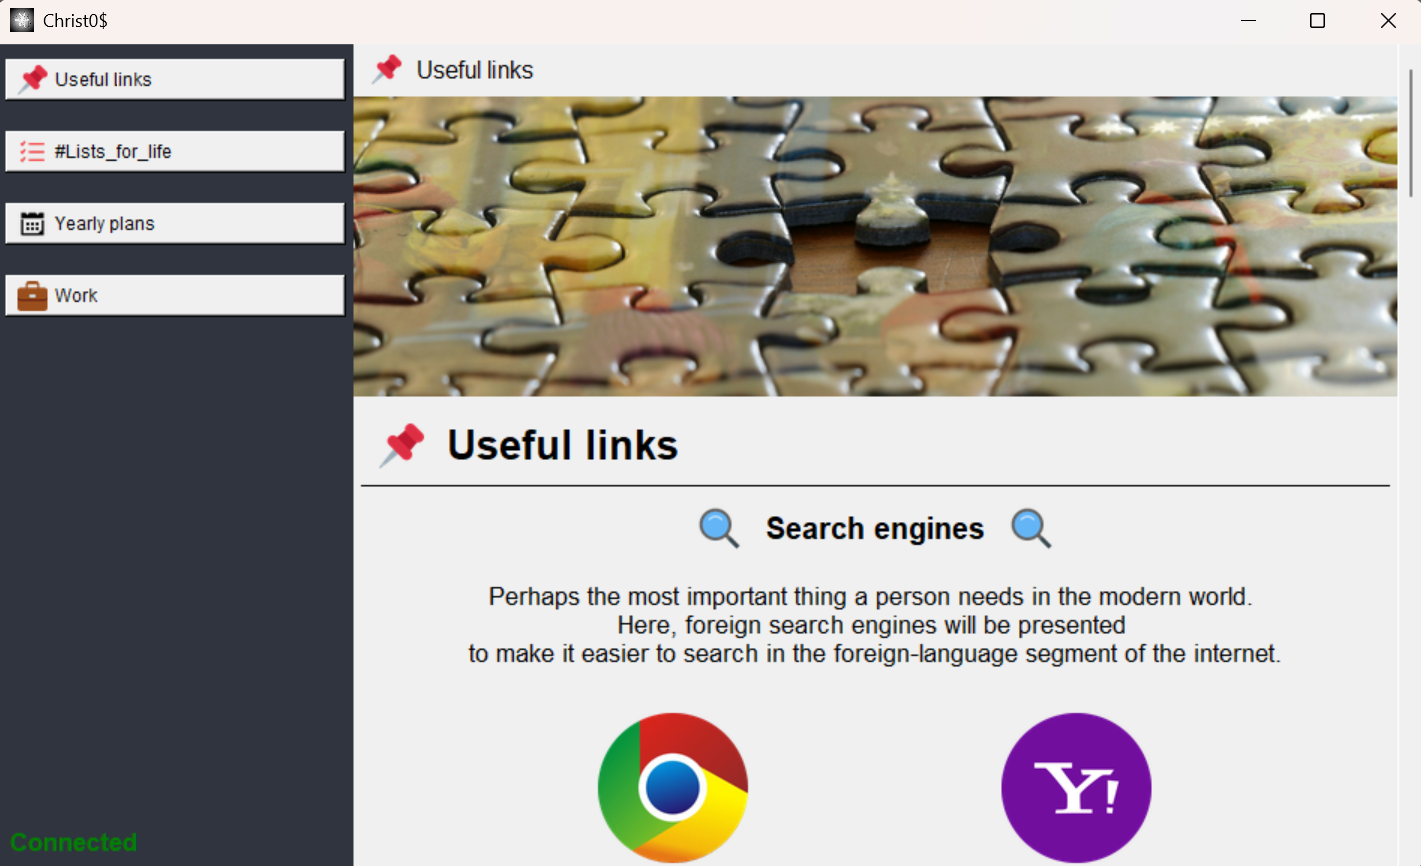 Christ0$
Useful links
#Lists_for_life
Yearly plans
Work
Connected
Useful links
Useful links
Search engines
Perhaps the most important thing a person needs in the modern world.
Here, foreign search engines will be presented
to make it easier to search in the foreign-language segment of the internet.
Y!